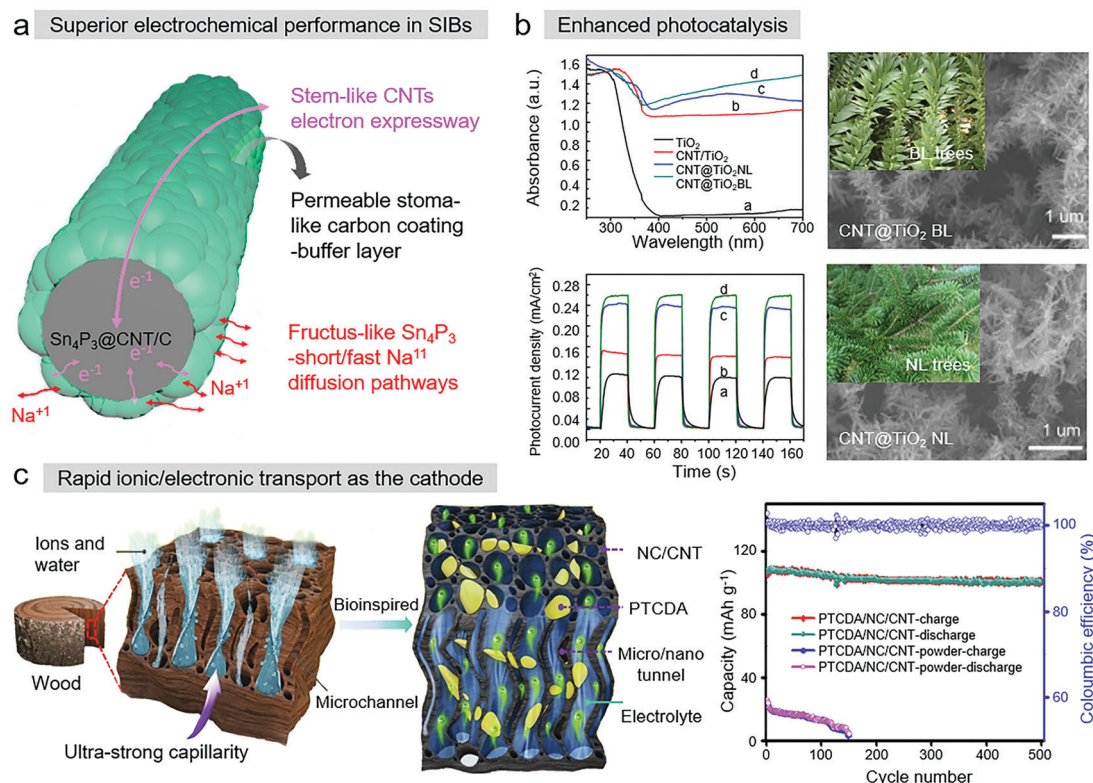 a
Superior electrochemical performance in SIBs
Stem-like CNTs
electron expressway
Permeable stoma-
like carbon coating
-buffer layer
e⁻¹
Sn₄P₃@CNT/C
e⁻¹
e⁻¹
Fructus-like Sn₄P₃
-short/fast Na¹¹
diffusion pathways
Na⁺¹
Na⁺¹
b
Enhanced photocatalysis
Absorbance (a.u.)
1.6
1.4
1.2
1.0
0.8
0.6
0.4
0.2
d
c
b
a
TiO₂
CNT/TiO₂
CNT@TiO₂NL
CNT@TiO₂BL
300
400
500
600
700
Wavelength (nm)
BL trees
CNT@TiO₂ BL
1 um
Photocurrent density (mA/cm²)
0.28
0.24
0.20
0.16
0.12
0.08
0.04
0.00
d
c
b
a
20
40
60
80
100
120
140
160
Time (s)
NL trees
CNT@TiO₂ NL
1 um
c
Rapid ionic/electronic transport as the cathode
Ions and
water
Wood
Microchannel
Ultra-strong capillarity
Bioinspired
NC/CNT
PTCDA
Micro/nano
tunnel
Electrolyte
Capacity (mAh g⁻¹)
120
80
40
0
PTCDA/NC/CNT-charge
PTCDA/NC/CNT-discharge
PTCDA/NC/CNT-powder-charge
PTCDA/NC/CNT-powder-discharge
100
80
60
Coloumbic efficiency (%)
0
100
200
300
400
500
Cycle number